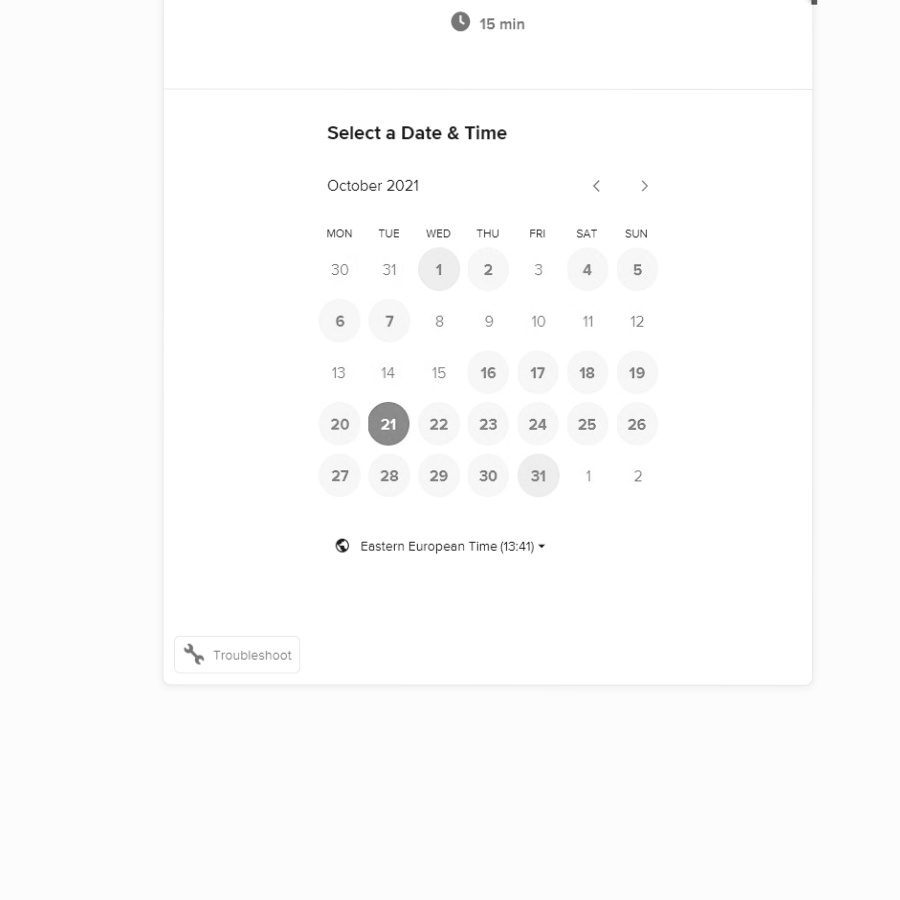 15 min
Select a Date & Time
October 2021
MON TUE WED THU FRI SAT SUN
30 31 1 2 3 4 5
6 7 8 9 10 11 12
13 14 15 16 17 18 19
20 21 22 23 24 25 26
27 28 29 30 31 1 2
Eastern European Time (13:41)
Troubleshoot